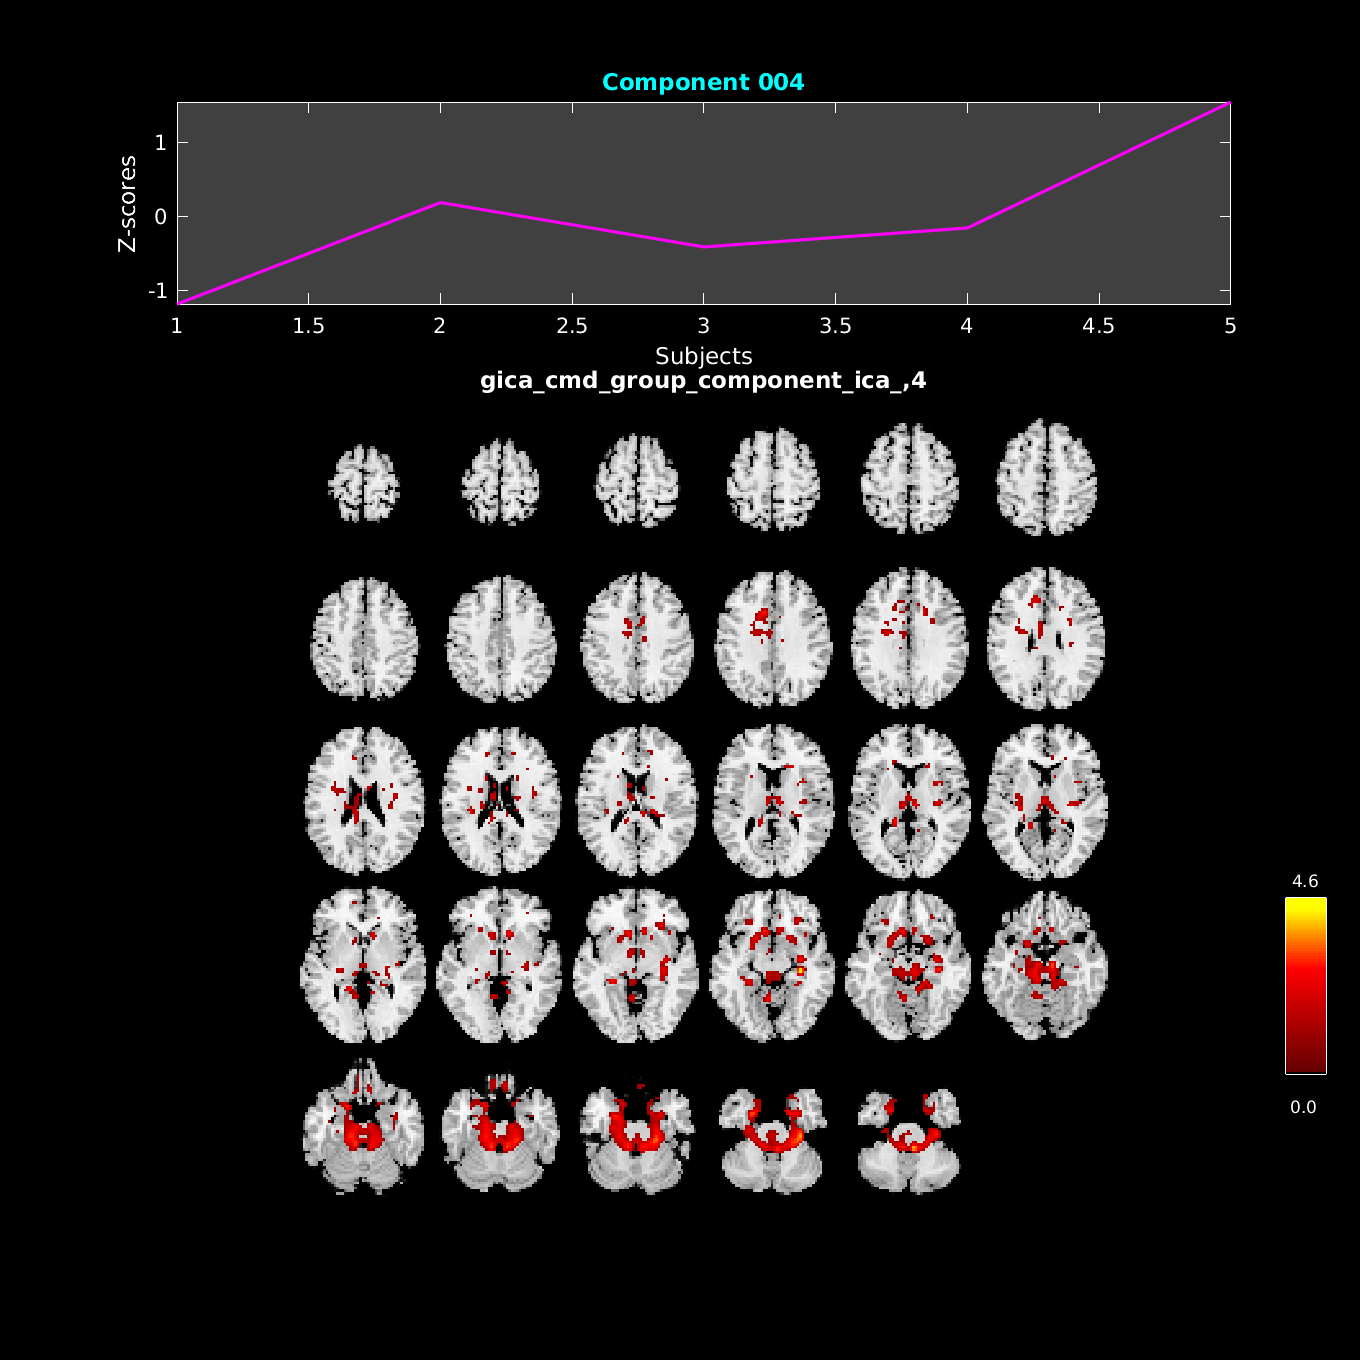 Component 004
Z-scores
1
0
-1
1 1.5 2 2.5 3 3.5 4 4.5 5
Subjects
gica_cmd_group_component_ica_,4
4.6
0.0